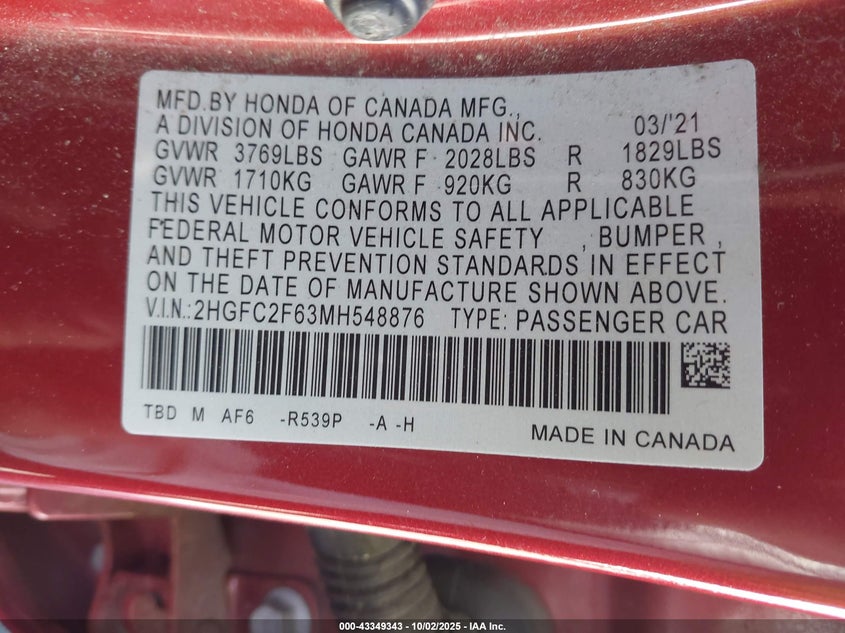 MFD.BY HONDA OF CANADA MFG.,
A DIVISION OF HONDA CANADA INC. 03/'21
GVWR 3769LBS GAWR F 2028LBS R 1829LBS
GVWR 1710KG GAWR F 920KG R 830KG
THIS VEHICLE CONFORMS TO ALL APPLICABLE
FEDERAL MOTOR VEHICLE SAFETY , BUMPER ,
AND THEFT PREVENTION STANDARDS IN EFFECT
ON THE DATE OF MANUFACTURE SHOWN ABOVE.
V.I.N.:2HGFC2F63MH548876 TYPE: PASSENGER CAR
TBD M AF6 -R539P -A -H
MADE IN CANADA
000-43349343 - 10/02/2025 - IAA Inc.